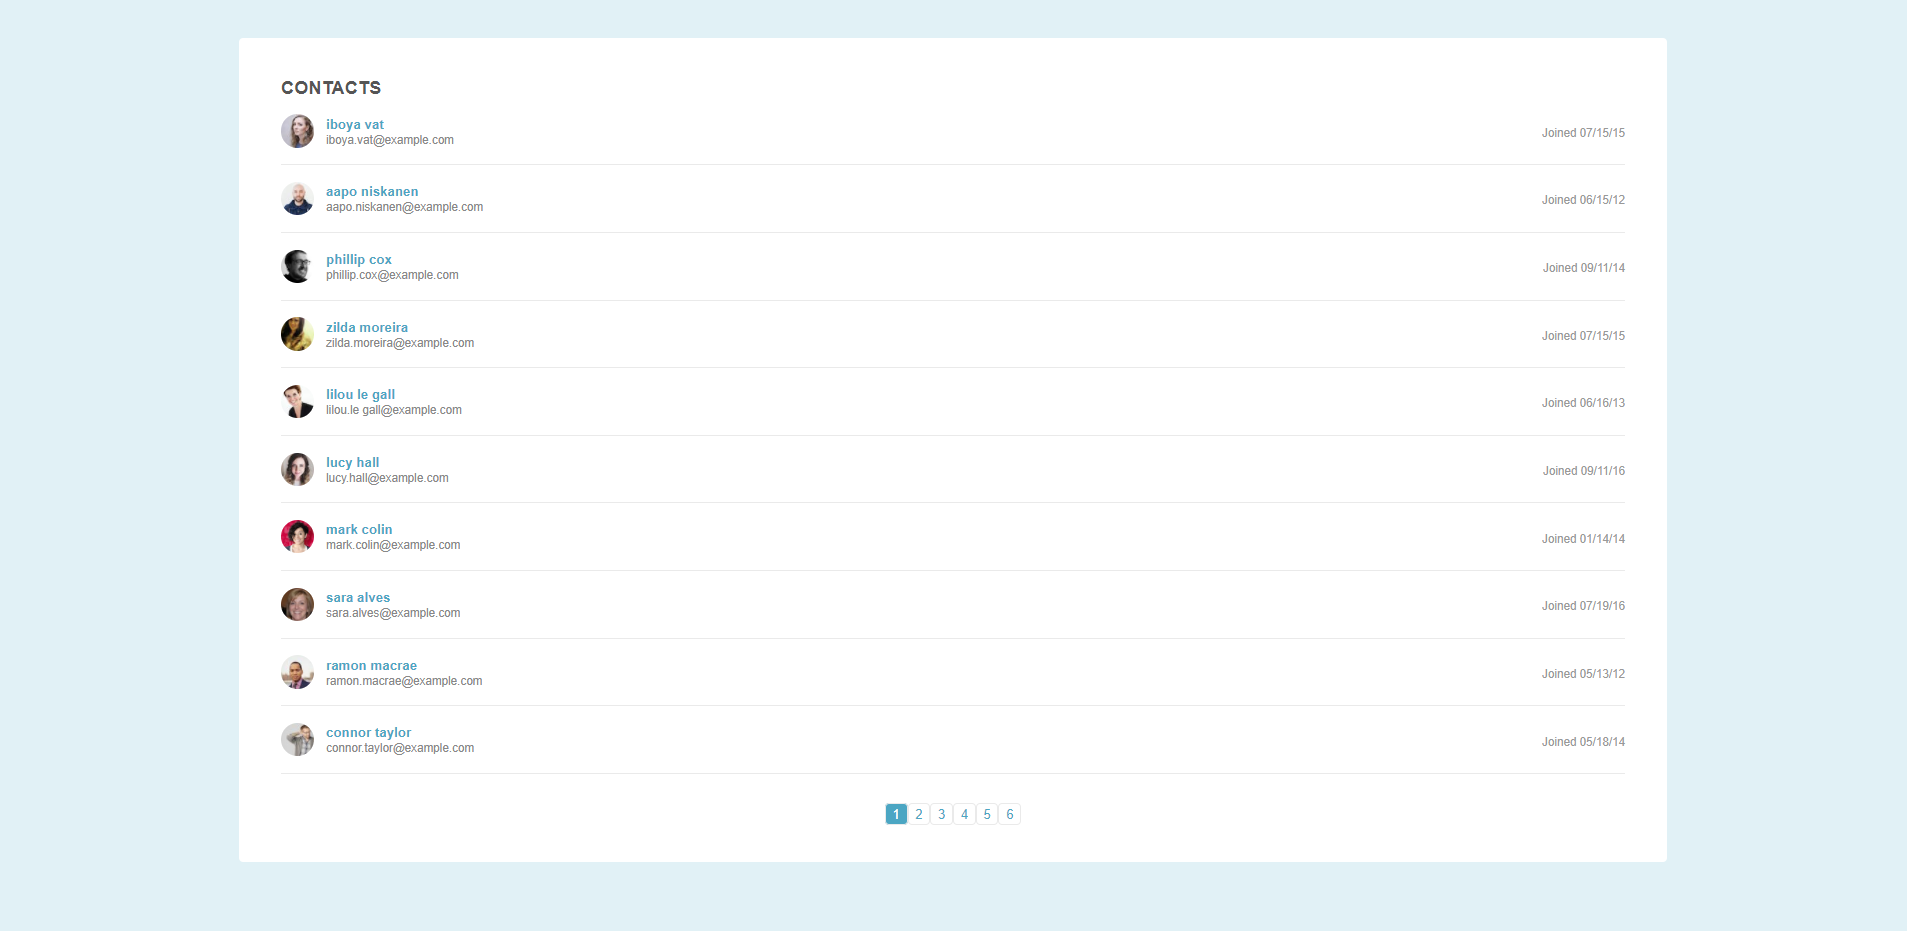 CONTACTS
iboya vat
iboya.vat@example.com
Joined 07/15/15
aapo niskanen
aapo.niskanen@example.com
Joined 06/15/12
phillip cox
phillip.cox@example.com
Joined 09/11/14
zilda moreira
zilda.moreira@example.com
Joined 07/15/15
lilou le gall
lilou.le gall@example.com
Joined 06/16/13
lucy hall
lucy.hall@example.com
Joined 09/11/16
mark colin
mark.colin@example.com
Joined 01/14/14
sara alves
sara.alves@example.com
Joined 07/19/16
ramon macrae
ramon.macrae@example.com
Joined 05/13/12
connor taylor
connor.taylor@example.com
Joined 05/18/14
1 2 3 4 5 6